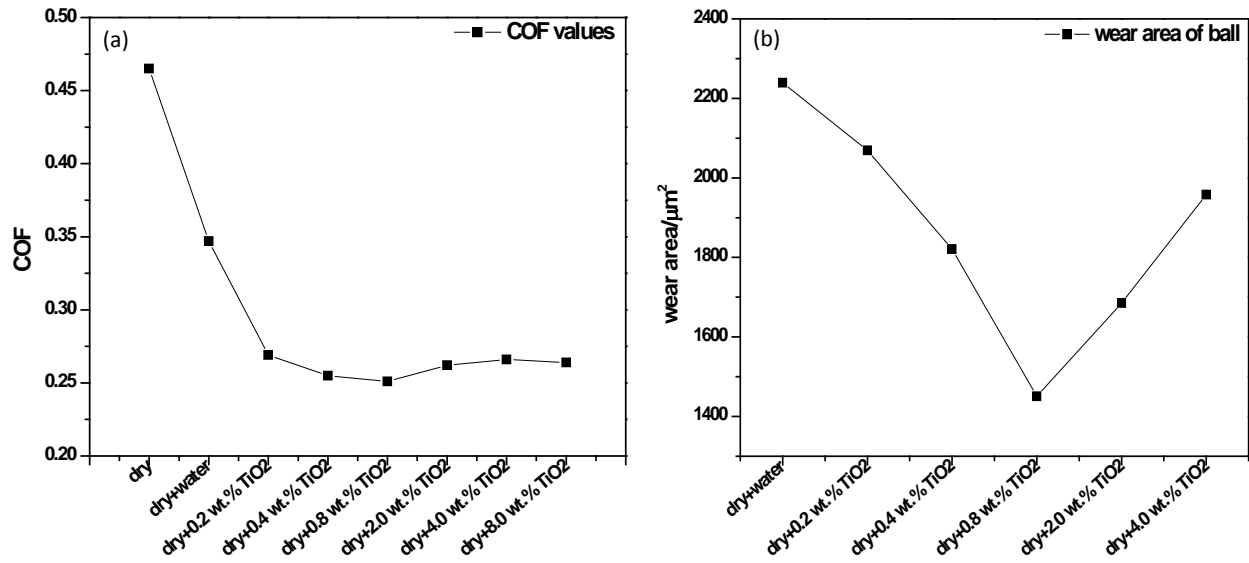 (a)
COF values
0.50
0.45
0.40
0.35
0.30
0.25
0.20
COF
dry
dry+water
dry+0.2 wt.% TiO2
dry+0.4 wt.% TiO2
dry+0.8 wt.% TiO2
dry+2.0 wt.% TiO2
dry+4.0 wt.% TiO2
dry+8.0 wt.% TiO2
(b)
wear area of ball
2400
2200
2000
1800
1600
1400
wear area/μm²
dry+water
dry+0.2 wt.% TiO2
dry+0.4 wt.% TiO2
dry+0.8 wt.% TiO2
dry+2.0 wt.% TiO2
dry+4.0 wt.% TiO2